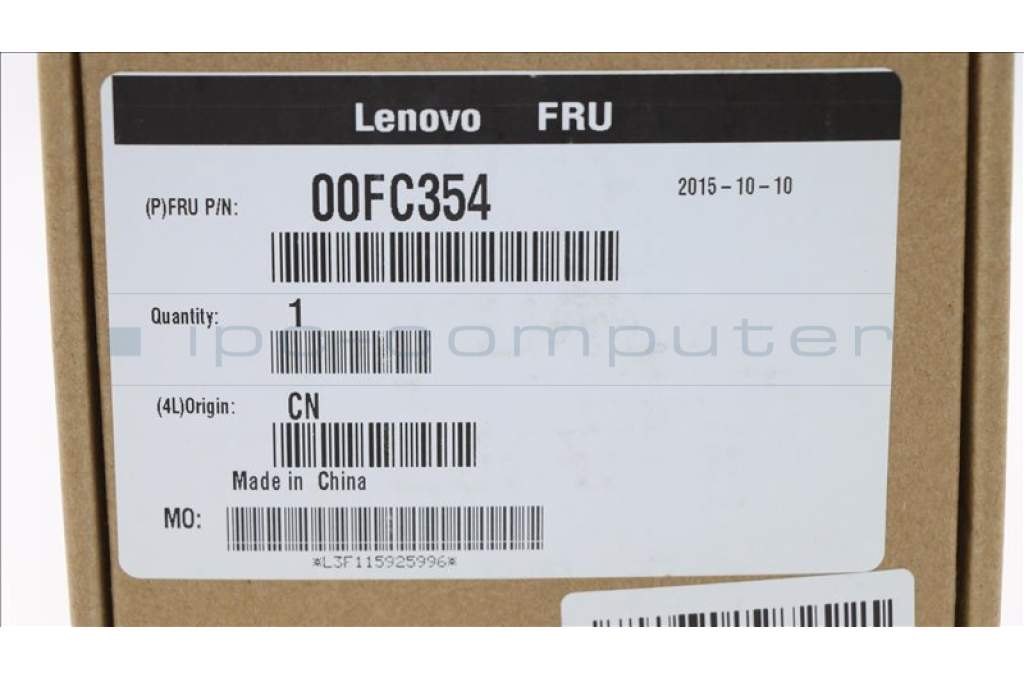 Lenovo FRU
(P)FRU P/N: 00FC354 2015-10-10
Quantity: 1
ipc-computer
(4L)Origin: CN
Made in China
MO:
*L3F115925996*